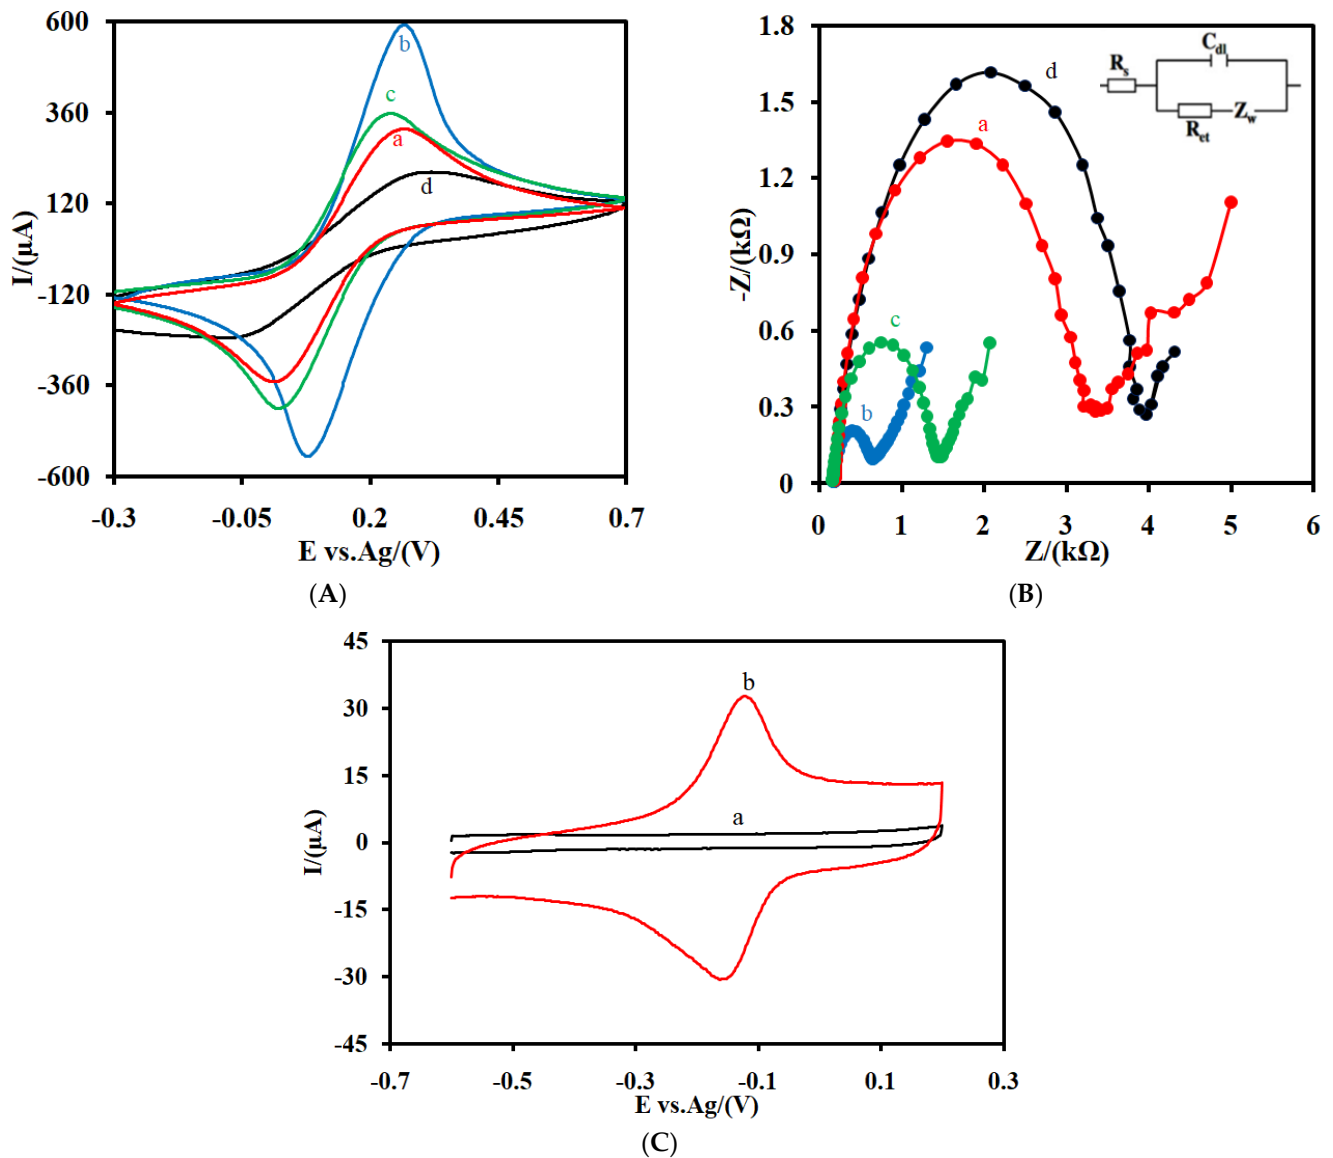 600
360
120
-120
-360
-600
I/(μA)
b
c
a
d
-0.3
-0.05
0.2
0.45
0.7
E vs.Ag/(V)
(A)
1.8
1.5
1.2
0.9
0.6
0.3
0
-Z/(kΩ)
d
a
c
b
Rs
Cdl
Ret
Zw
0
1
2
3
4
5
6
Z/(kΩ)
(B)
45
30
15
0
-15
-30
-45
I/(μA)
b
a
-0.7
-0.5
-0.3
-0.1
0.1
0.3
E vs.Ag/(V)
(C)